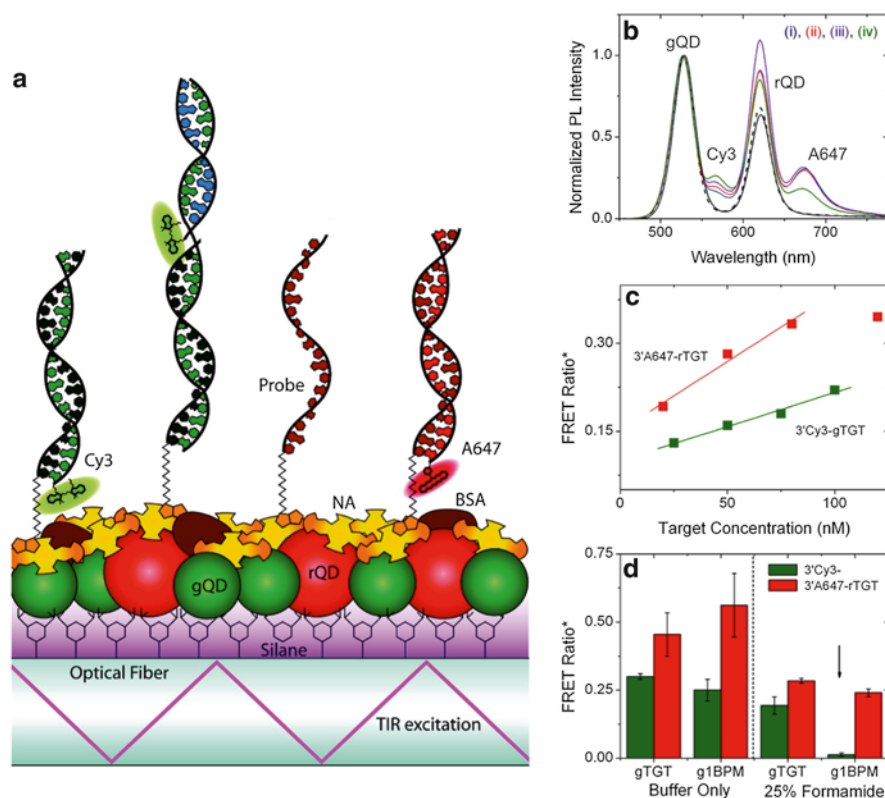 a
Cy3
Probe
A647
NA
BSA
gQD
rQD
Silane
Optical Fiber
TIR excitation
b
(i), (ii), (iii), (iv)
gQD
rQD
Cy3
A647
Normalized PL Intensity
1.0
0.5
0.0
500 600 700
Wavelength (nm)
c
3'A647-rTGT
3'Cy3-gTGT
FRET Ratio*
0.30
0.15
0 50 100
Target Concentration (nM)
d
3'Cy3-
3'A647-rTGT
FRET Ratio*
0.75
0.50
0.25
0.00
gTGT g1BPM gTGT g1BPM
Buffer Only 25% Formamide